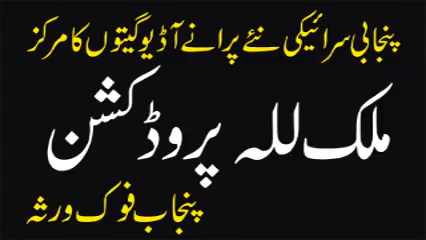 پنجابی سرائیکی نئے پرانے آڈیو گیتوں کا مرکز
ملک للہ پروڈکشن
پنجاب فوک ورثہ